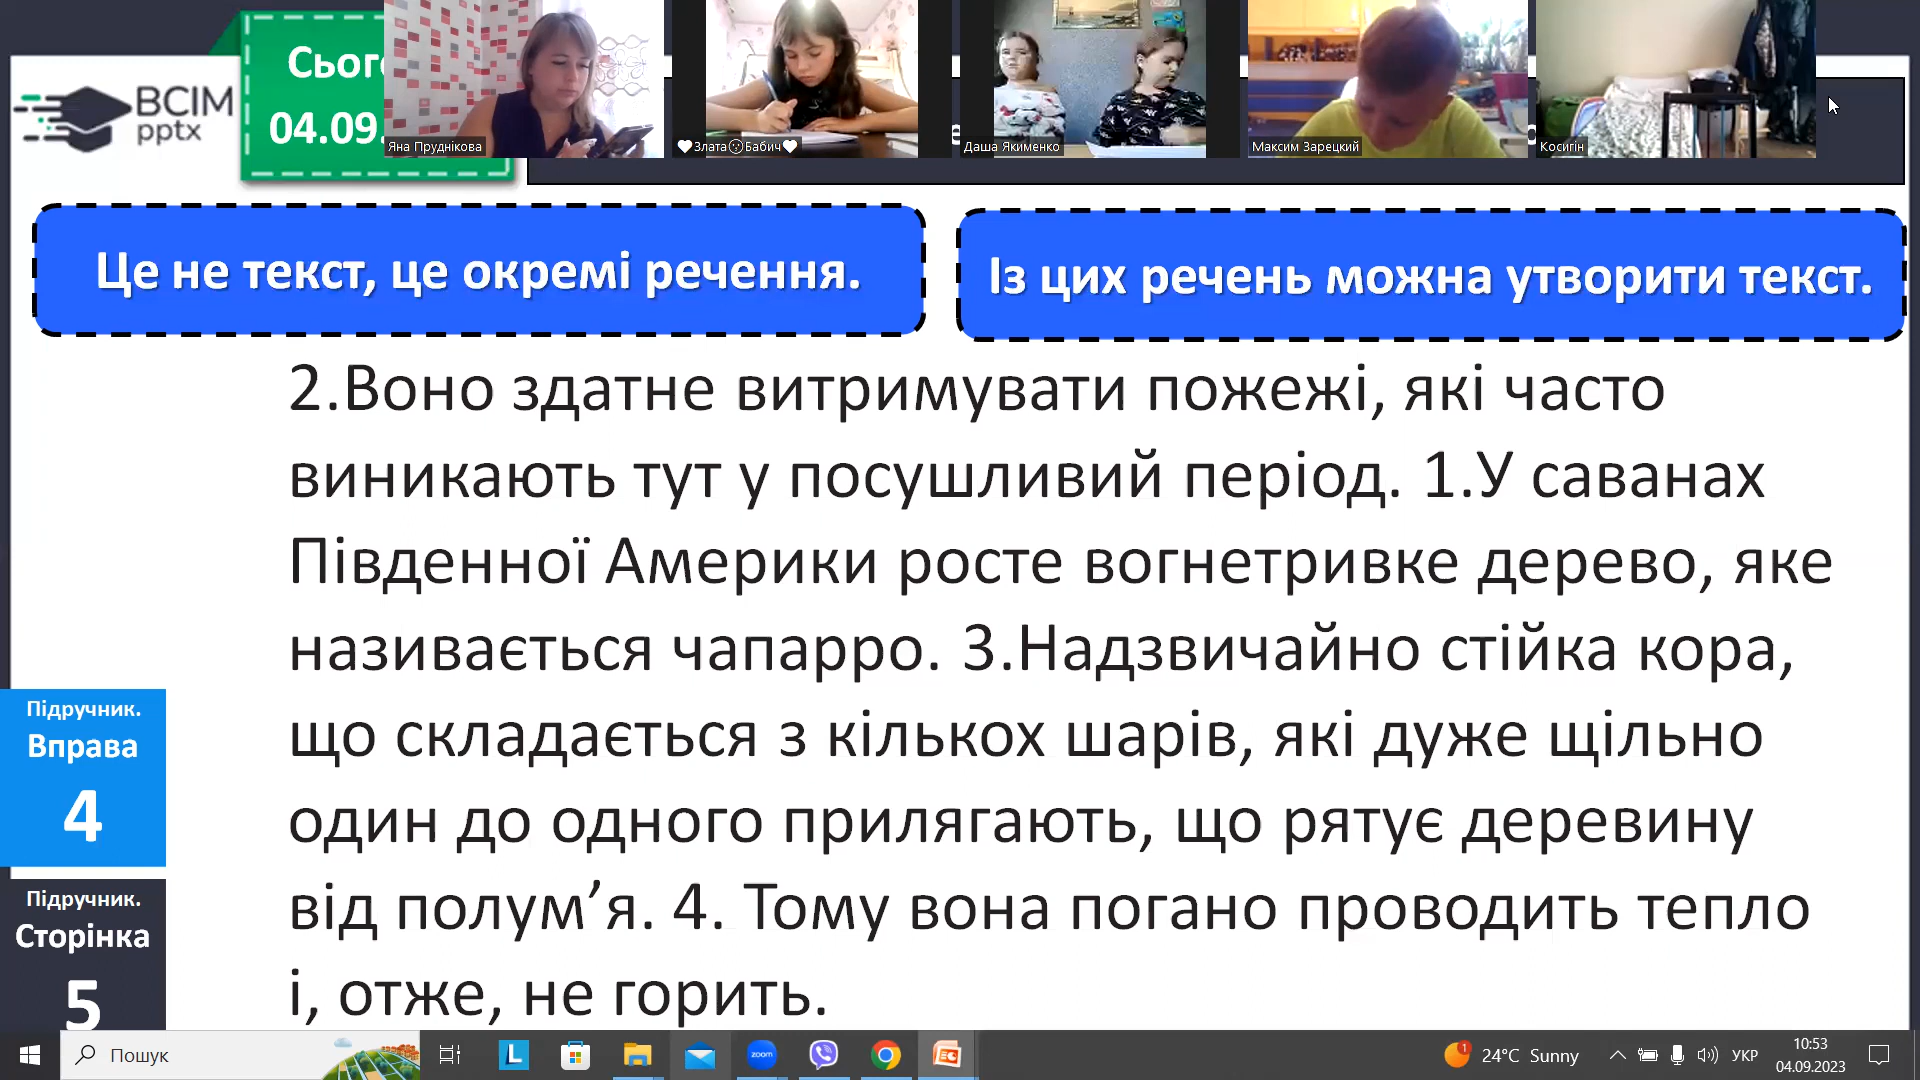 ВСІМ
pptx
Сього
04.09.
Яна Пруднікова
🤍Злата😗Бабич🤍
Даша Якименко
Максим Зарецкий
Косигін
Це не текст, це окремі речення.
Із цих речень можна утворити текст.
2.Воно здатне витримувати пожежі, які часто
виникають тут у посушливий період. 1.У саванах
Південної Америки росте вогнетривке дерево, яке
називається чапарро. 3.Надзвичайно стійка кора,
що складається з кількох шарів, які дуже щільно
один до одного прилягають, що рятує деревину
від полум’я. 4. Тому вона погано проводить тепло
і, отже, не горить.
Підручник.
Вправа
4
Підручник.
Сторінка
5
Пошук
zoom
24°C Sunny
УКР
10:53
04.09.2023